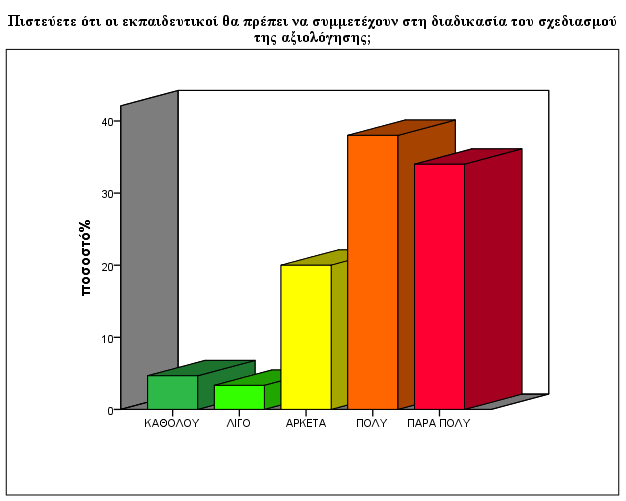 Πιστεύετε ότι οι εκπαιδευτικοί θα πρέπει να συμμετέχουν στη διαδικασία του σχεδιασμού
της αξιολόγησης;
40
30
20
10
0
ποσοστό%
ΚΑΘΟΛΟΥ ΛΙΓΟ ΑΡΚΕΤΑ ΠΟΛΥ ΠΑΡΑ ΠΟΛΥ